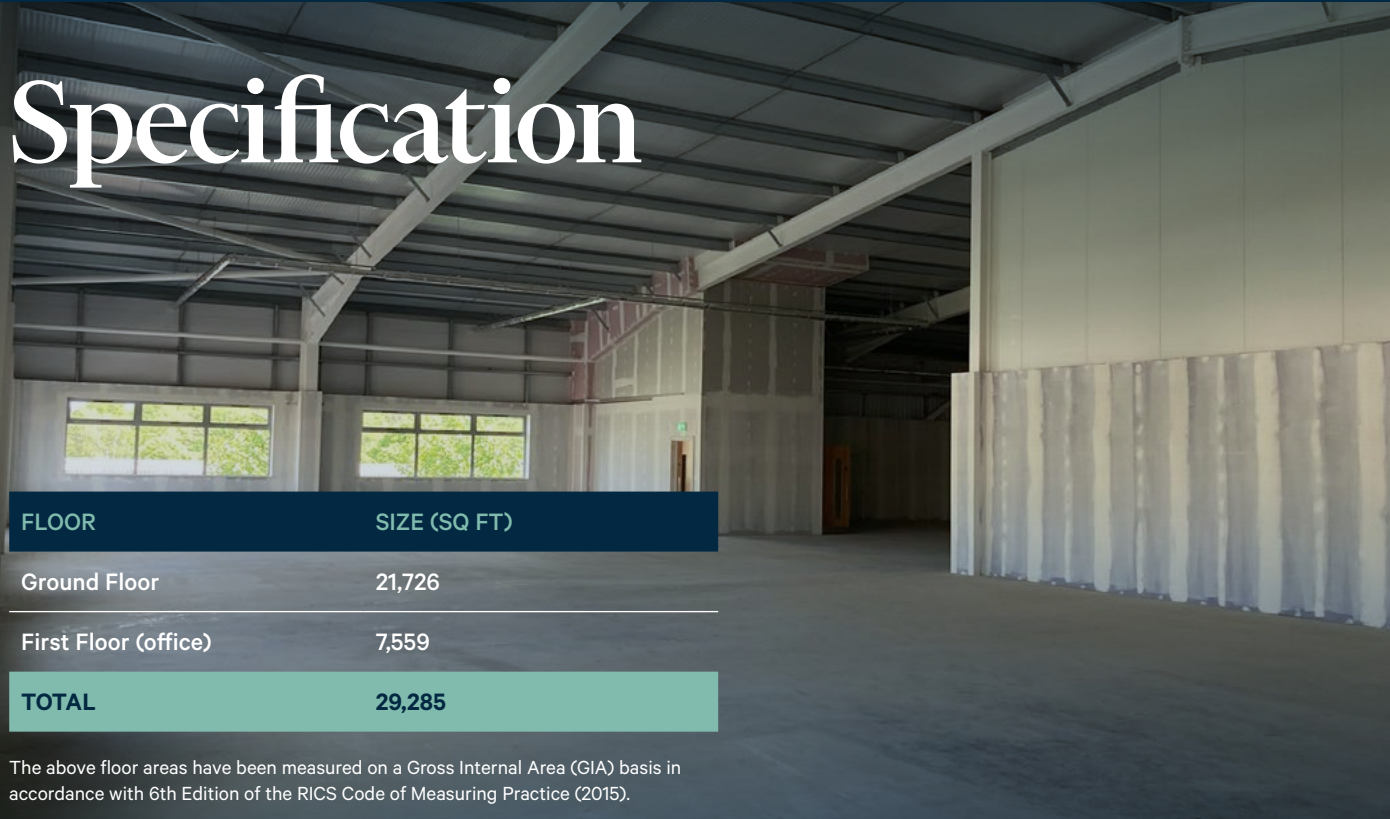 Specification
FLOOR SIZE (SQ FT)
Ground Floor 21,726
First Floor (office) 7,559
TOTAL 29,285
The above floor areas have been measured on a Gross Internal Area (GIA) basis in
accordance with 6th Edition of the RICS Code of Measuring Practice (2015).